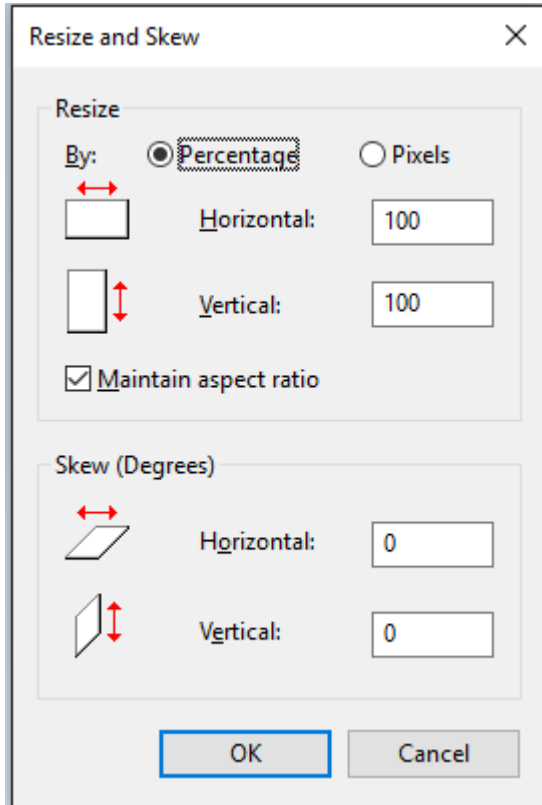 Resize and Skew
Resize
By: Percentage Pixels
Horizontal: 100
Vertical: 100
Maintain aspect ratio
Skew (Degrees)
Horizontal: 0
Vertical: 0
OK Cancel